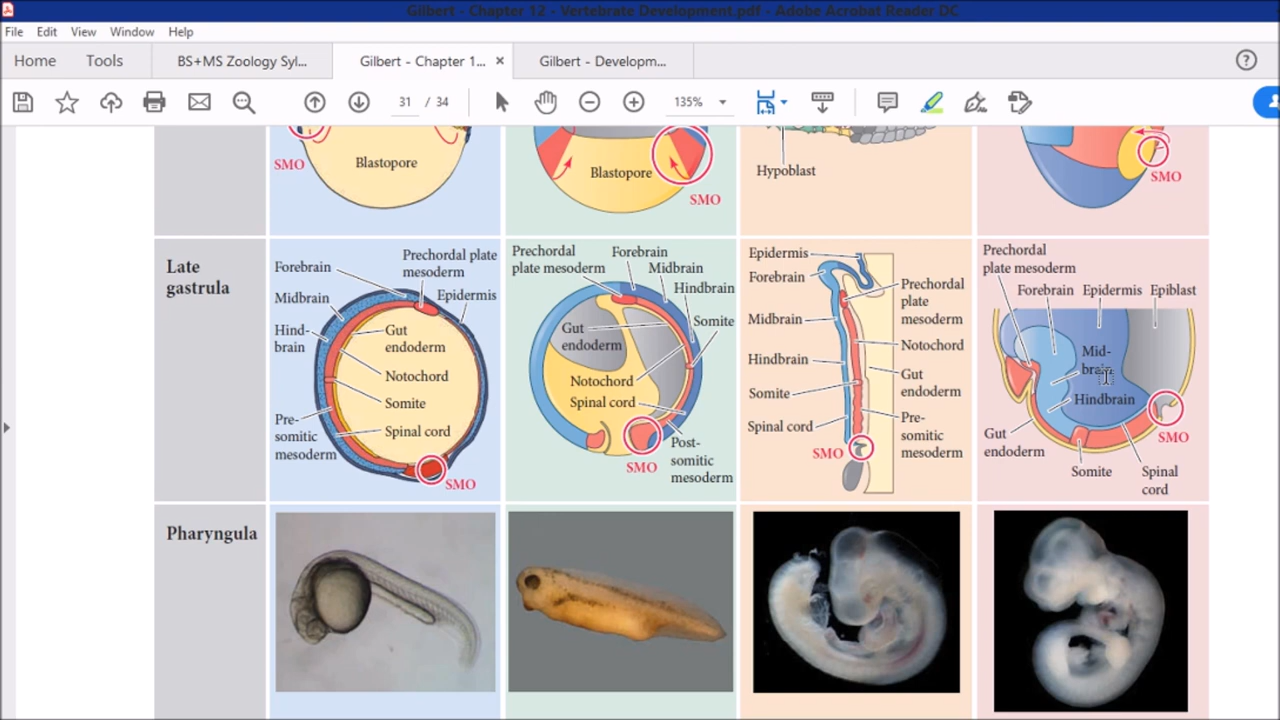 Gilbert - Chapter 12 - Vertebrate Development.pdf - Adobe Acrobat Reader DC
File Edit View Window Help
Home Tools BS+MS Zoology Syl... Gilbert - Chapter 1... × Gilbert - Developm...
31 / 34 135%
SMO
Blastopore
Blastopore
SMO
Hypoblast
SMO
Late
gastrula
Forebrain
Prechordal plate
mesoderm
Midbrain
Epidermis
Hind-
brain
Gut
endoderm
Notochord
Somite
Pre-
somitic
mesoderm
Spinal cord
SMO
Prechordal
plate mesoderm
Forebrain
Midbrain
Hindbrain
Gut
endoderm
Somite
Notochord
Spinal cord
SMO
Post-
somitic
mesoderm
Epidermis
Forebrain
Prechordal
plate
mesoderm
Midbrain
Notochord
Hindbrain
Gut
endoderm
Somite
Spinal cord
Pre-
somitic
mesoderm
SMO
Prechordal
plate mesoderm
Forebrain Epidermis Epiblast
Mid-
brain
Hindbrain
Gut
endoderm
SMO
Somite
Spinal
cord
Pharyngula